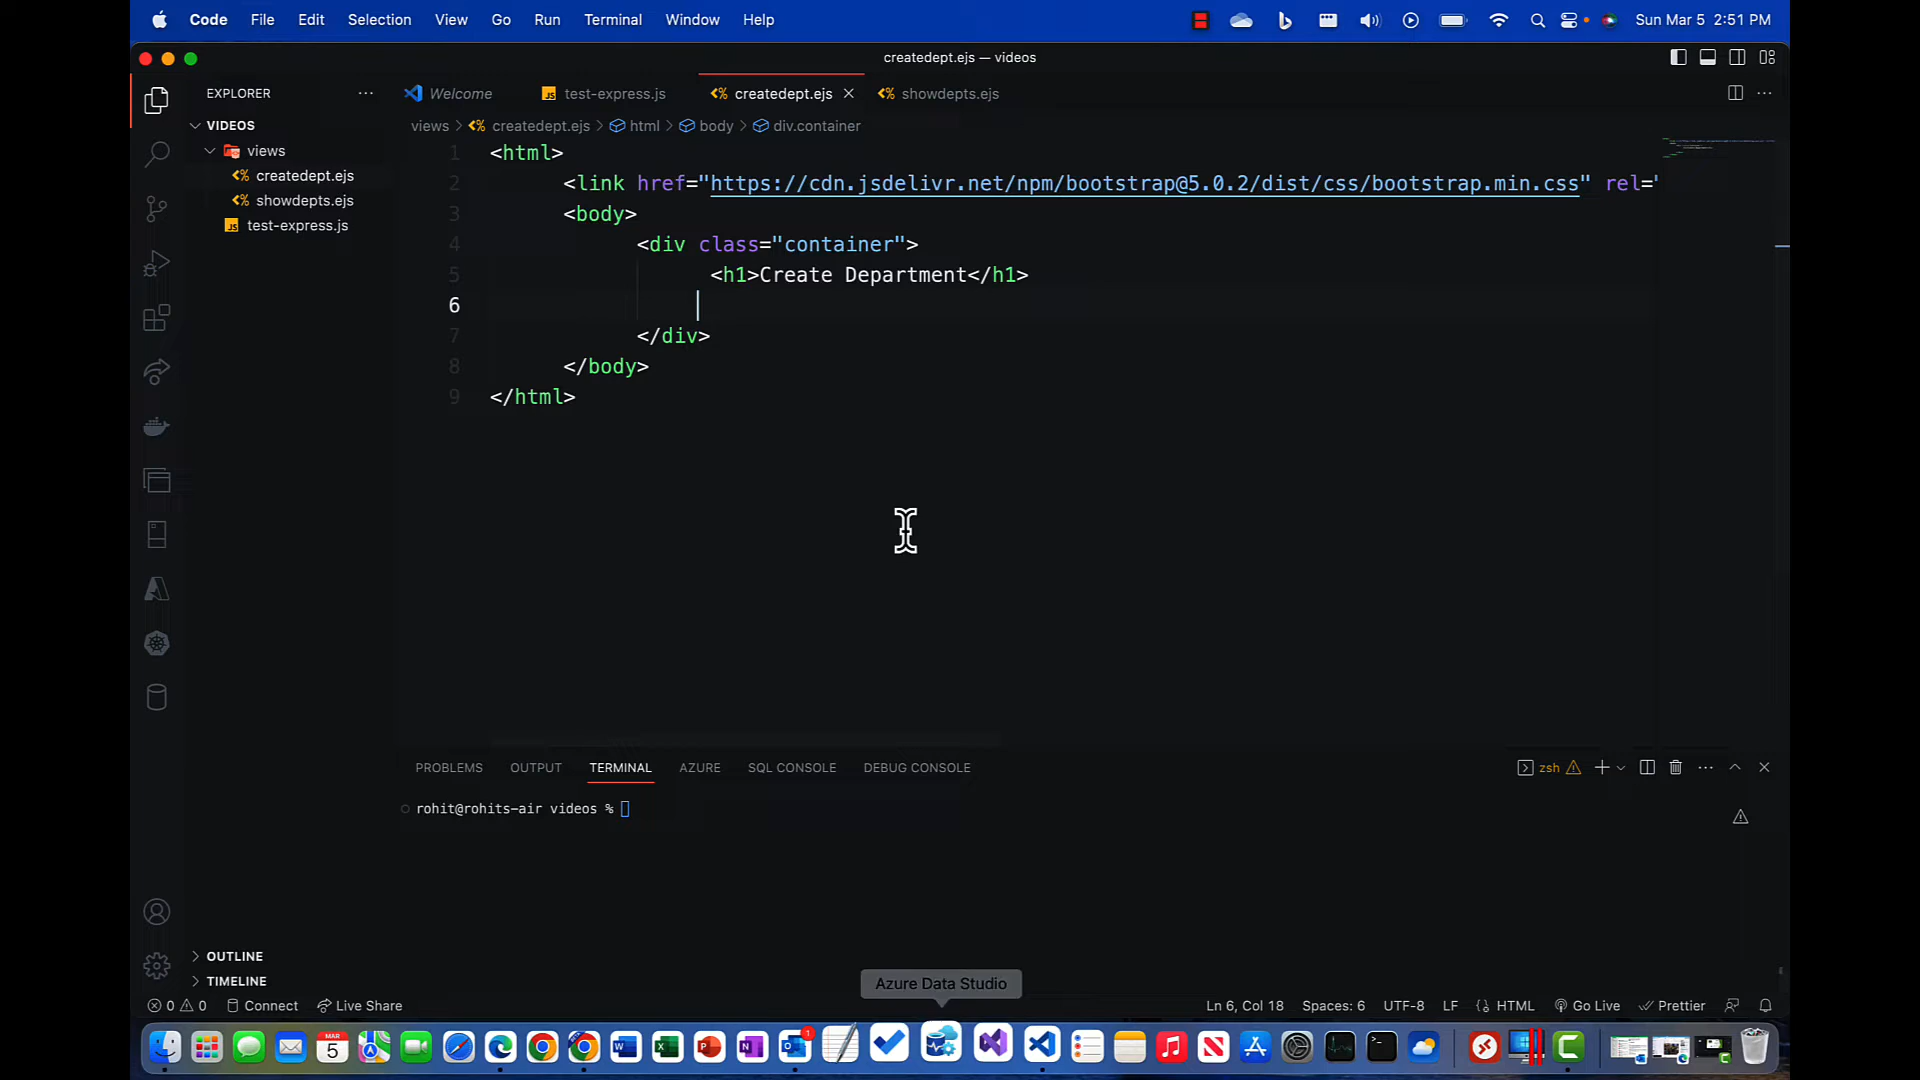 Code File Edit Selection View Go Run Terminal Window Help Sun Mar 5 2:51 PM
createdept.ejs — videos
EXPLORER
Welcome test-express.js createdept.ejs showdepts.ejs
VIDEOS
views
createdept.ejs
showdepts.ejs
test-express.js
views createdept.ejs html body div.container
1 <html>
2 <link href="https://cdn.jsdelivr.net/npm/bootstrap@5.0.2/dist/css/bootstrap.min.css" rel="
3 <body>
4 <div class="container">
5 <h1>Create Department</h1>
6
7 </div>
8 </body>
9 </html>
PROBLEMS OUTPUT TERMINAL AZURE SQL CONSOLE DEBUG CONSOLE zsh
rohit@rohits-air videos %
OUTLINE
TIMELINE
Azure Data Studio
0 0 Connect Live Share Ln 6, Col 18 Spaces: 6 UTF-8 LF HTML Go Live Prettier
MAR
5
1